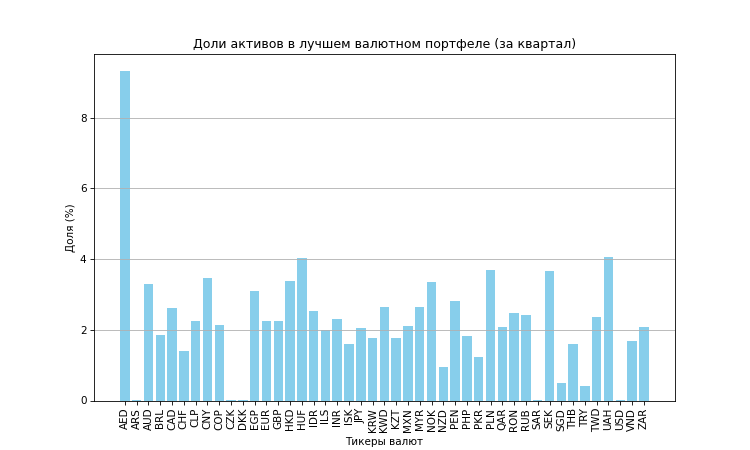 Доли активов в лучшем валютном портфеле (за квартал)
Доля (%)
8
6
4
2
0
AED ARS AUD BRL CAD CHF CLP CNY COP CZK DKK EGP EUR GBP HKD HUF IDR ILS INR ISK JPY KRW KWD KZT MXN MYR NOK NZD PEN PHP PKR PLN QAR RON RUB SAR SEK SGD THB TRY TWD UAH USD VND ZAR
Тикеры валют